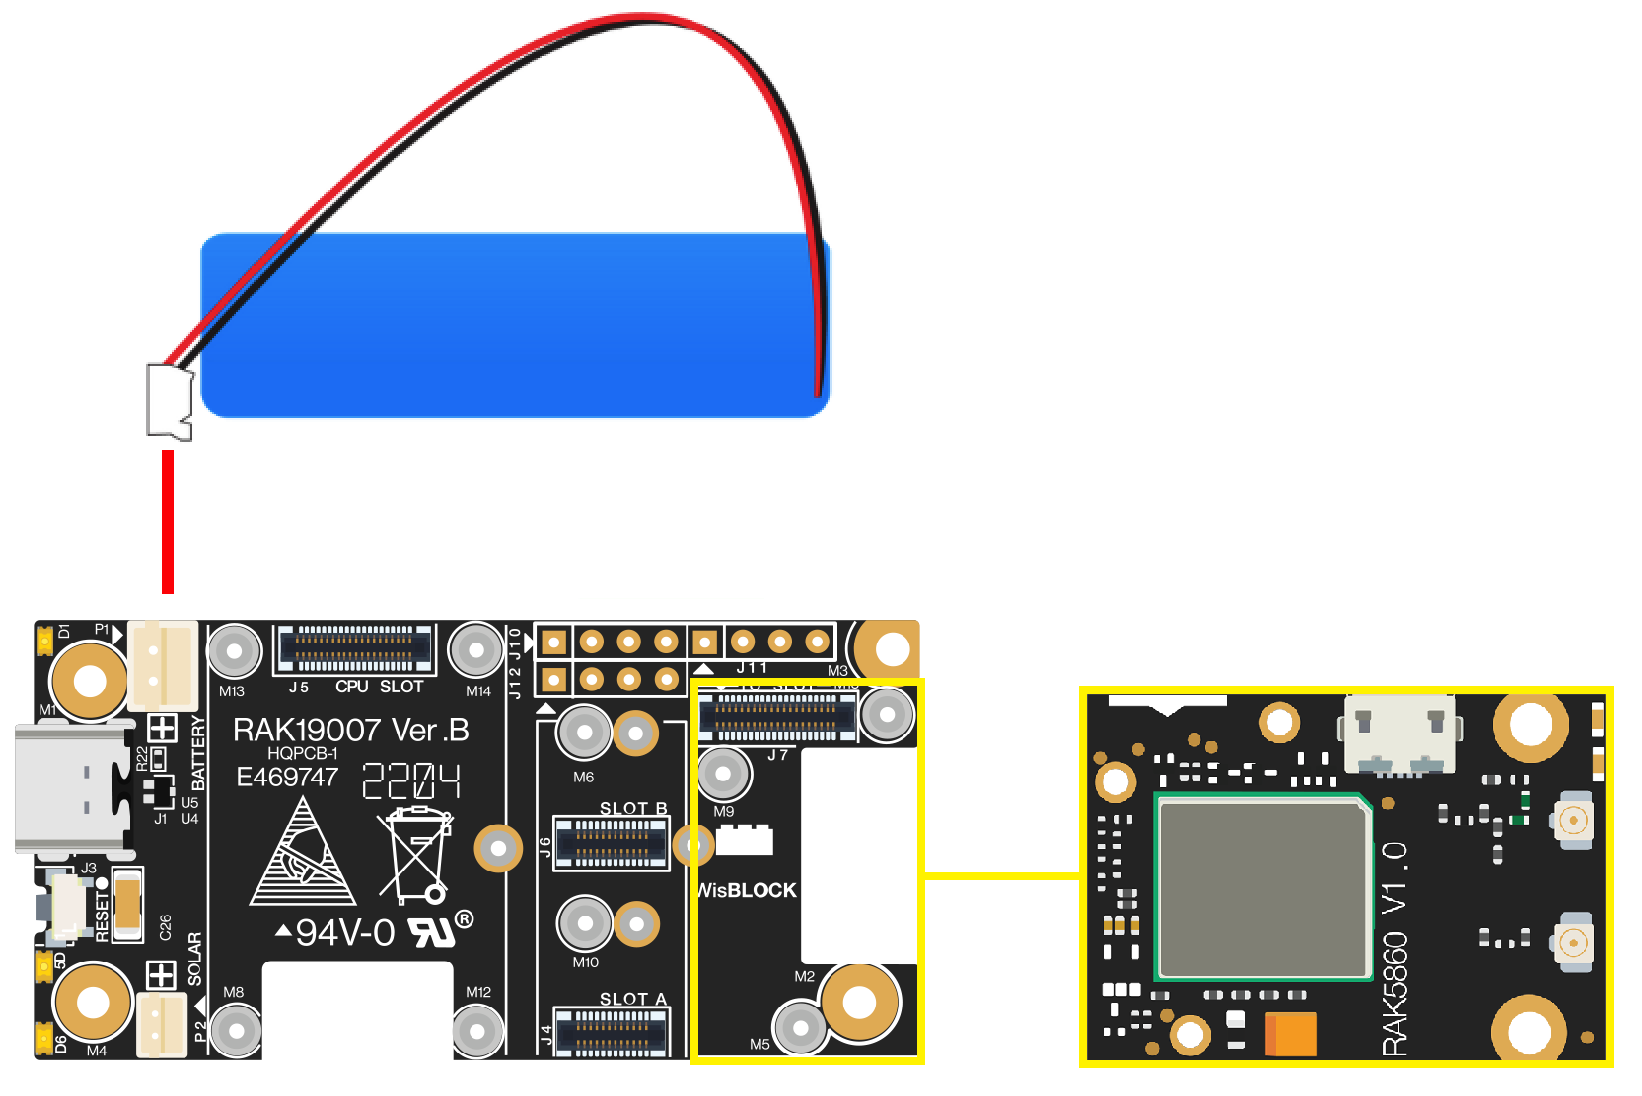 D1
P1
M1
M13
J5 CPU SLOT
M14
J10
J12
J11
M3
RAK19007 Ver.B
HQPCB-1
E469747 2204
R22
BATTERY
U5
U4
J1
J3
RESET
C26
94V-0 ®
SOLAR
5D
D6
M4
P2
M8
M12
M6
SLOT B
J6
M10
SLOT A
J4
J7
M9
WisBLOCK
M2
M5
RAK5860 V1.0